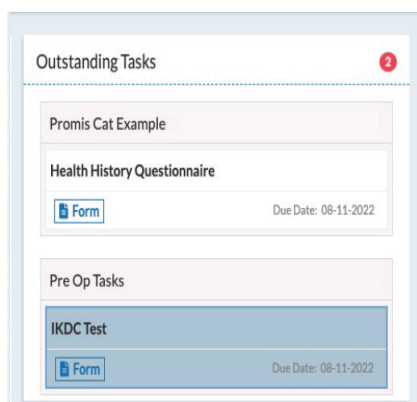 Outstanding Tasks 2
Promis Cat Example
Health History Questionnaire
Form Due Date: 08-11-2022
Pre Op Tasks
IKDC Test
Form Due Date: 08-11-2022